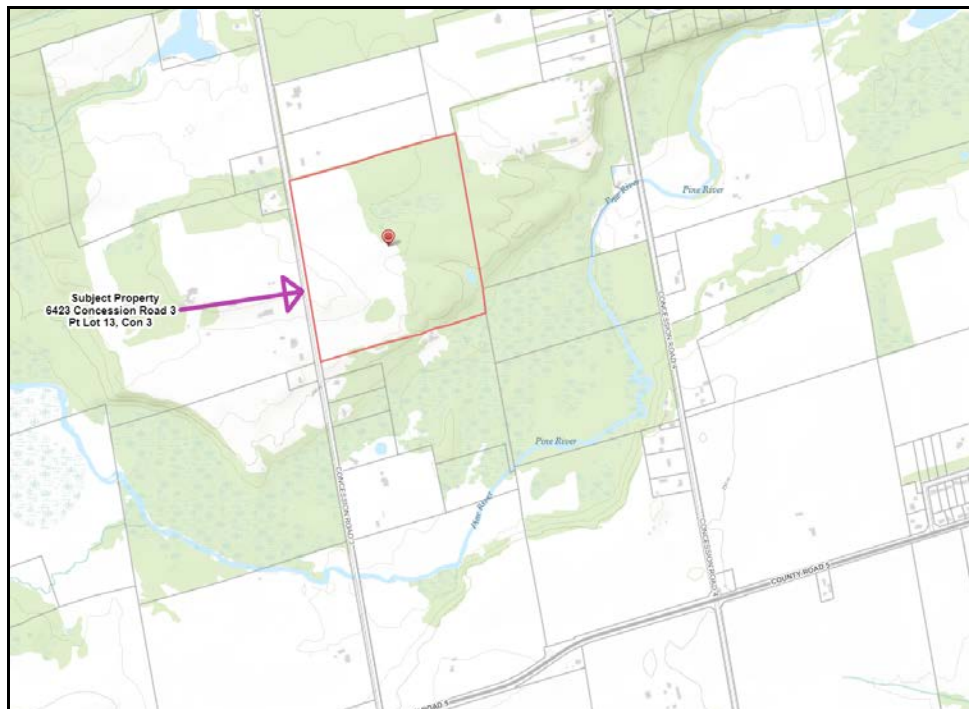 Pine River
Pine River
Subject Property
6423 Concession Road 3
Pt Lot 13, Con 3
CONCESSION ROAD 4
Pine River
Pine River
CONCESSION ROAD 3
CONCESSION ROAD 4
COUNTY ROAD 5
ROAD 5